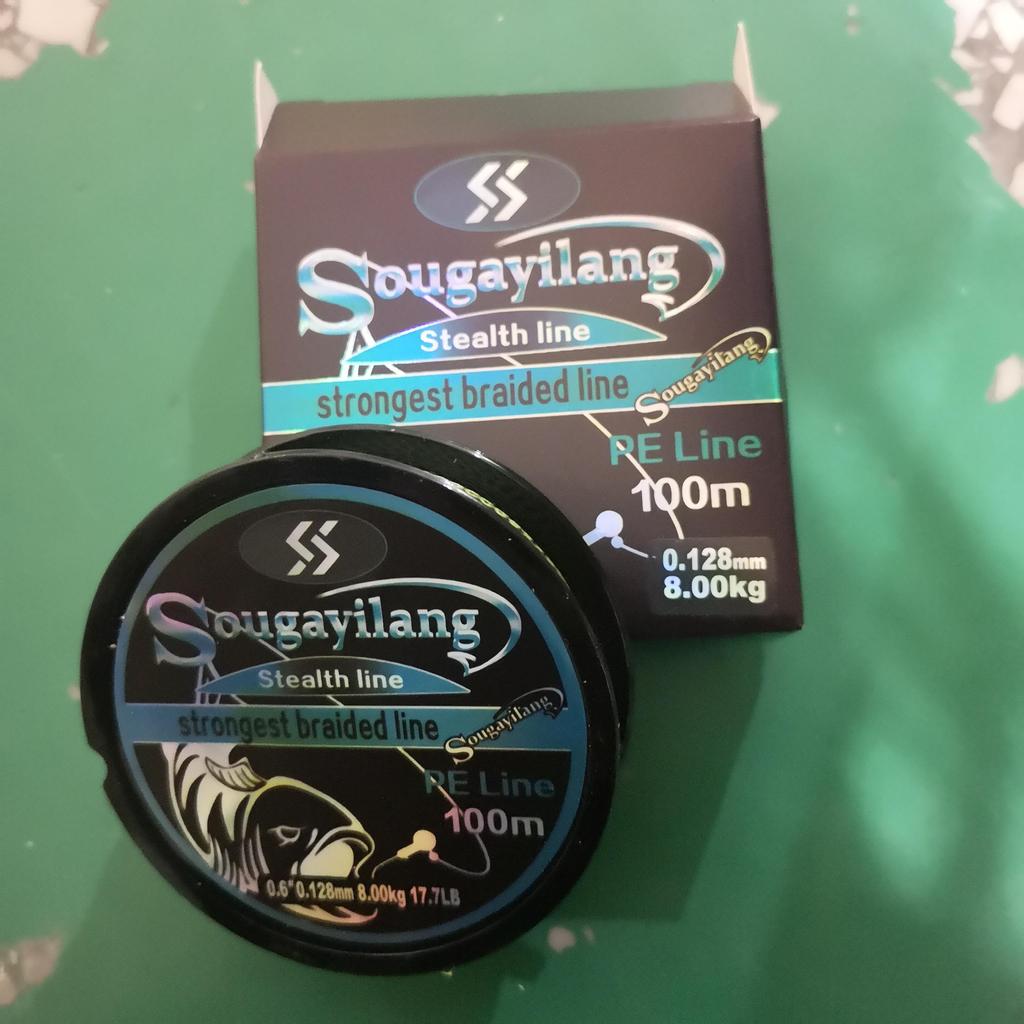 Sougayilang
Stealth line
strongest braided line
Sougayilang
PE Line
100m
0.128mm
8.00kg
Sougayilang
Stealth line
strongest braided line
Sougayilang
PE Line
100m
0.6" 0.128mm 8.00kg 17.7LB